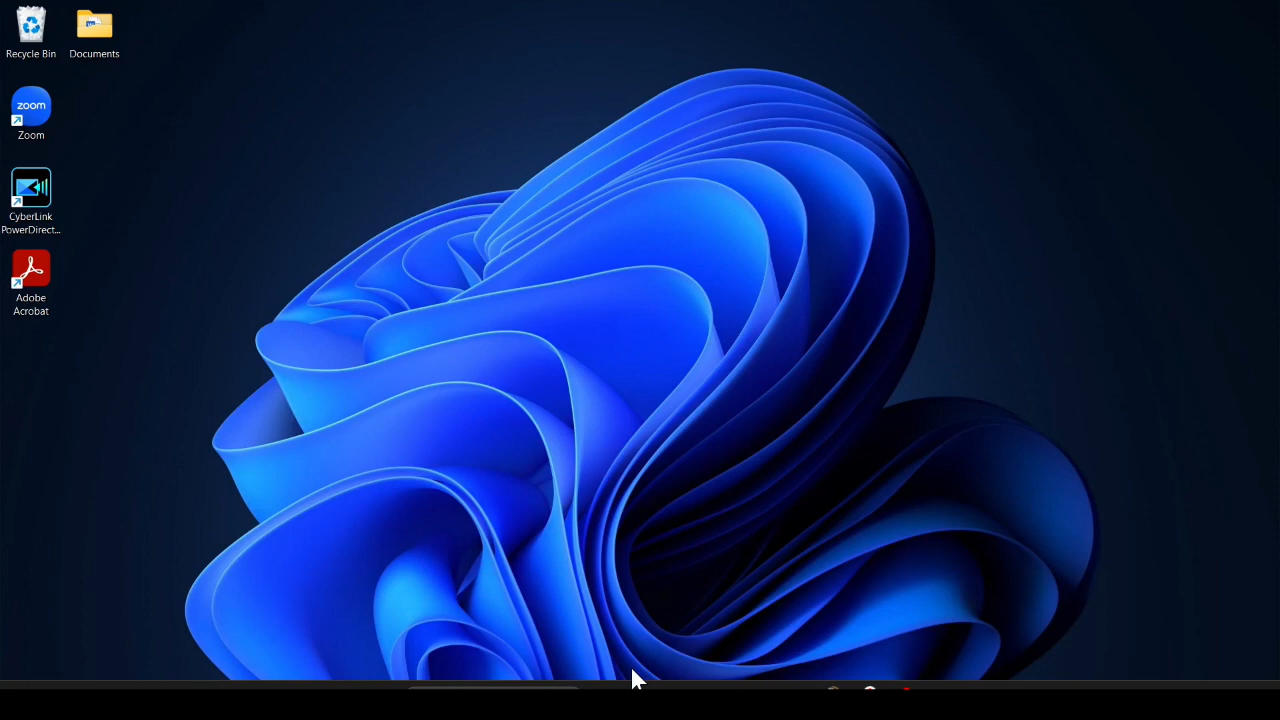 Recycle Bin
Documents
zoom
Zoom
CyberLink
PowerDirect...
Adobe
Acrobat